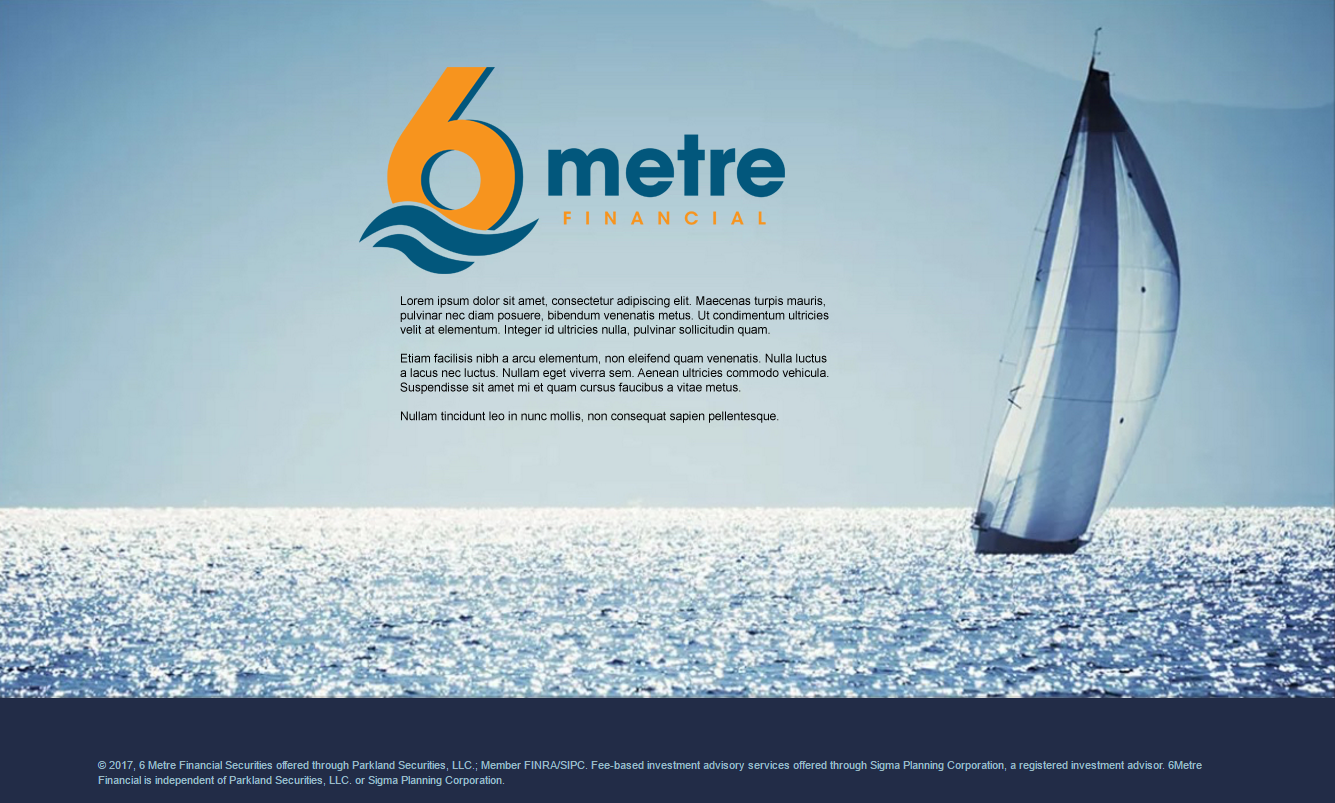 6 metre
FINANCIAL
Lorem ipsum dolor sit amet, consectetur adipiscing elit. Maecenas turpis mauris,
pulvinar nec diam posuere, bibendum venenatis metus. Ut condimentum ultricies
velit at elementum. Integer id ultricies nulla, pulvinar sollicitudin quam.
Etiam facilisis nibh a arcu elementum, non eleifend quam venenatis. Nulla luctus
a lacus nec luctus. Nullam eget viverra sem. Aenean ultricies commodo vehicula.
Suspendisse sit amet mi et quam cursus faucibus a vitae metus.
Nullam tincidunt leo in nunc mollis, non consequat sapien pellentesque.
© 2017, 6 Metre Financial Securities offered through Parkland Securities, LLC.; Member FINRA/SIPC. Fee-based investment advisory services offered through Sigma Planning Corporation, a registered investment advisor. 6Metre
Financial is independent of Parkland Securities, LLC. or Sigma Planning Corporation.